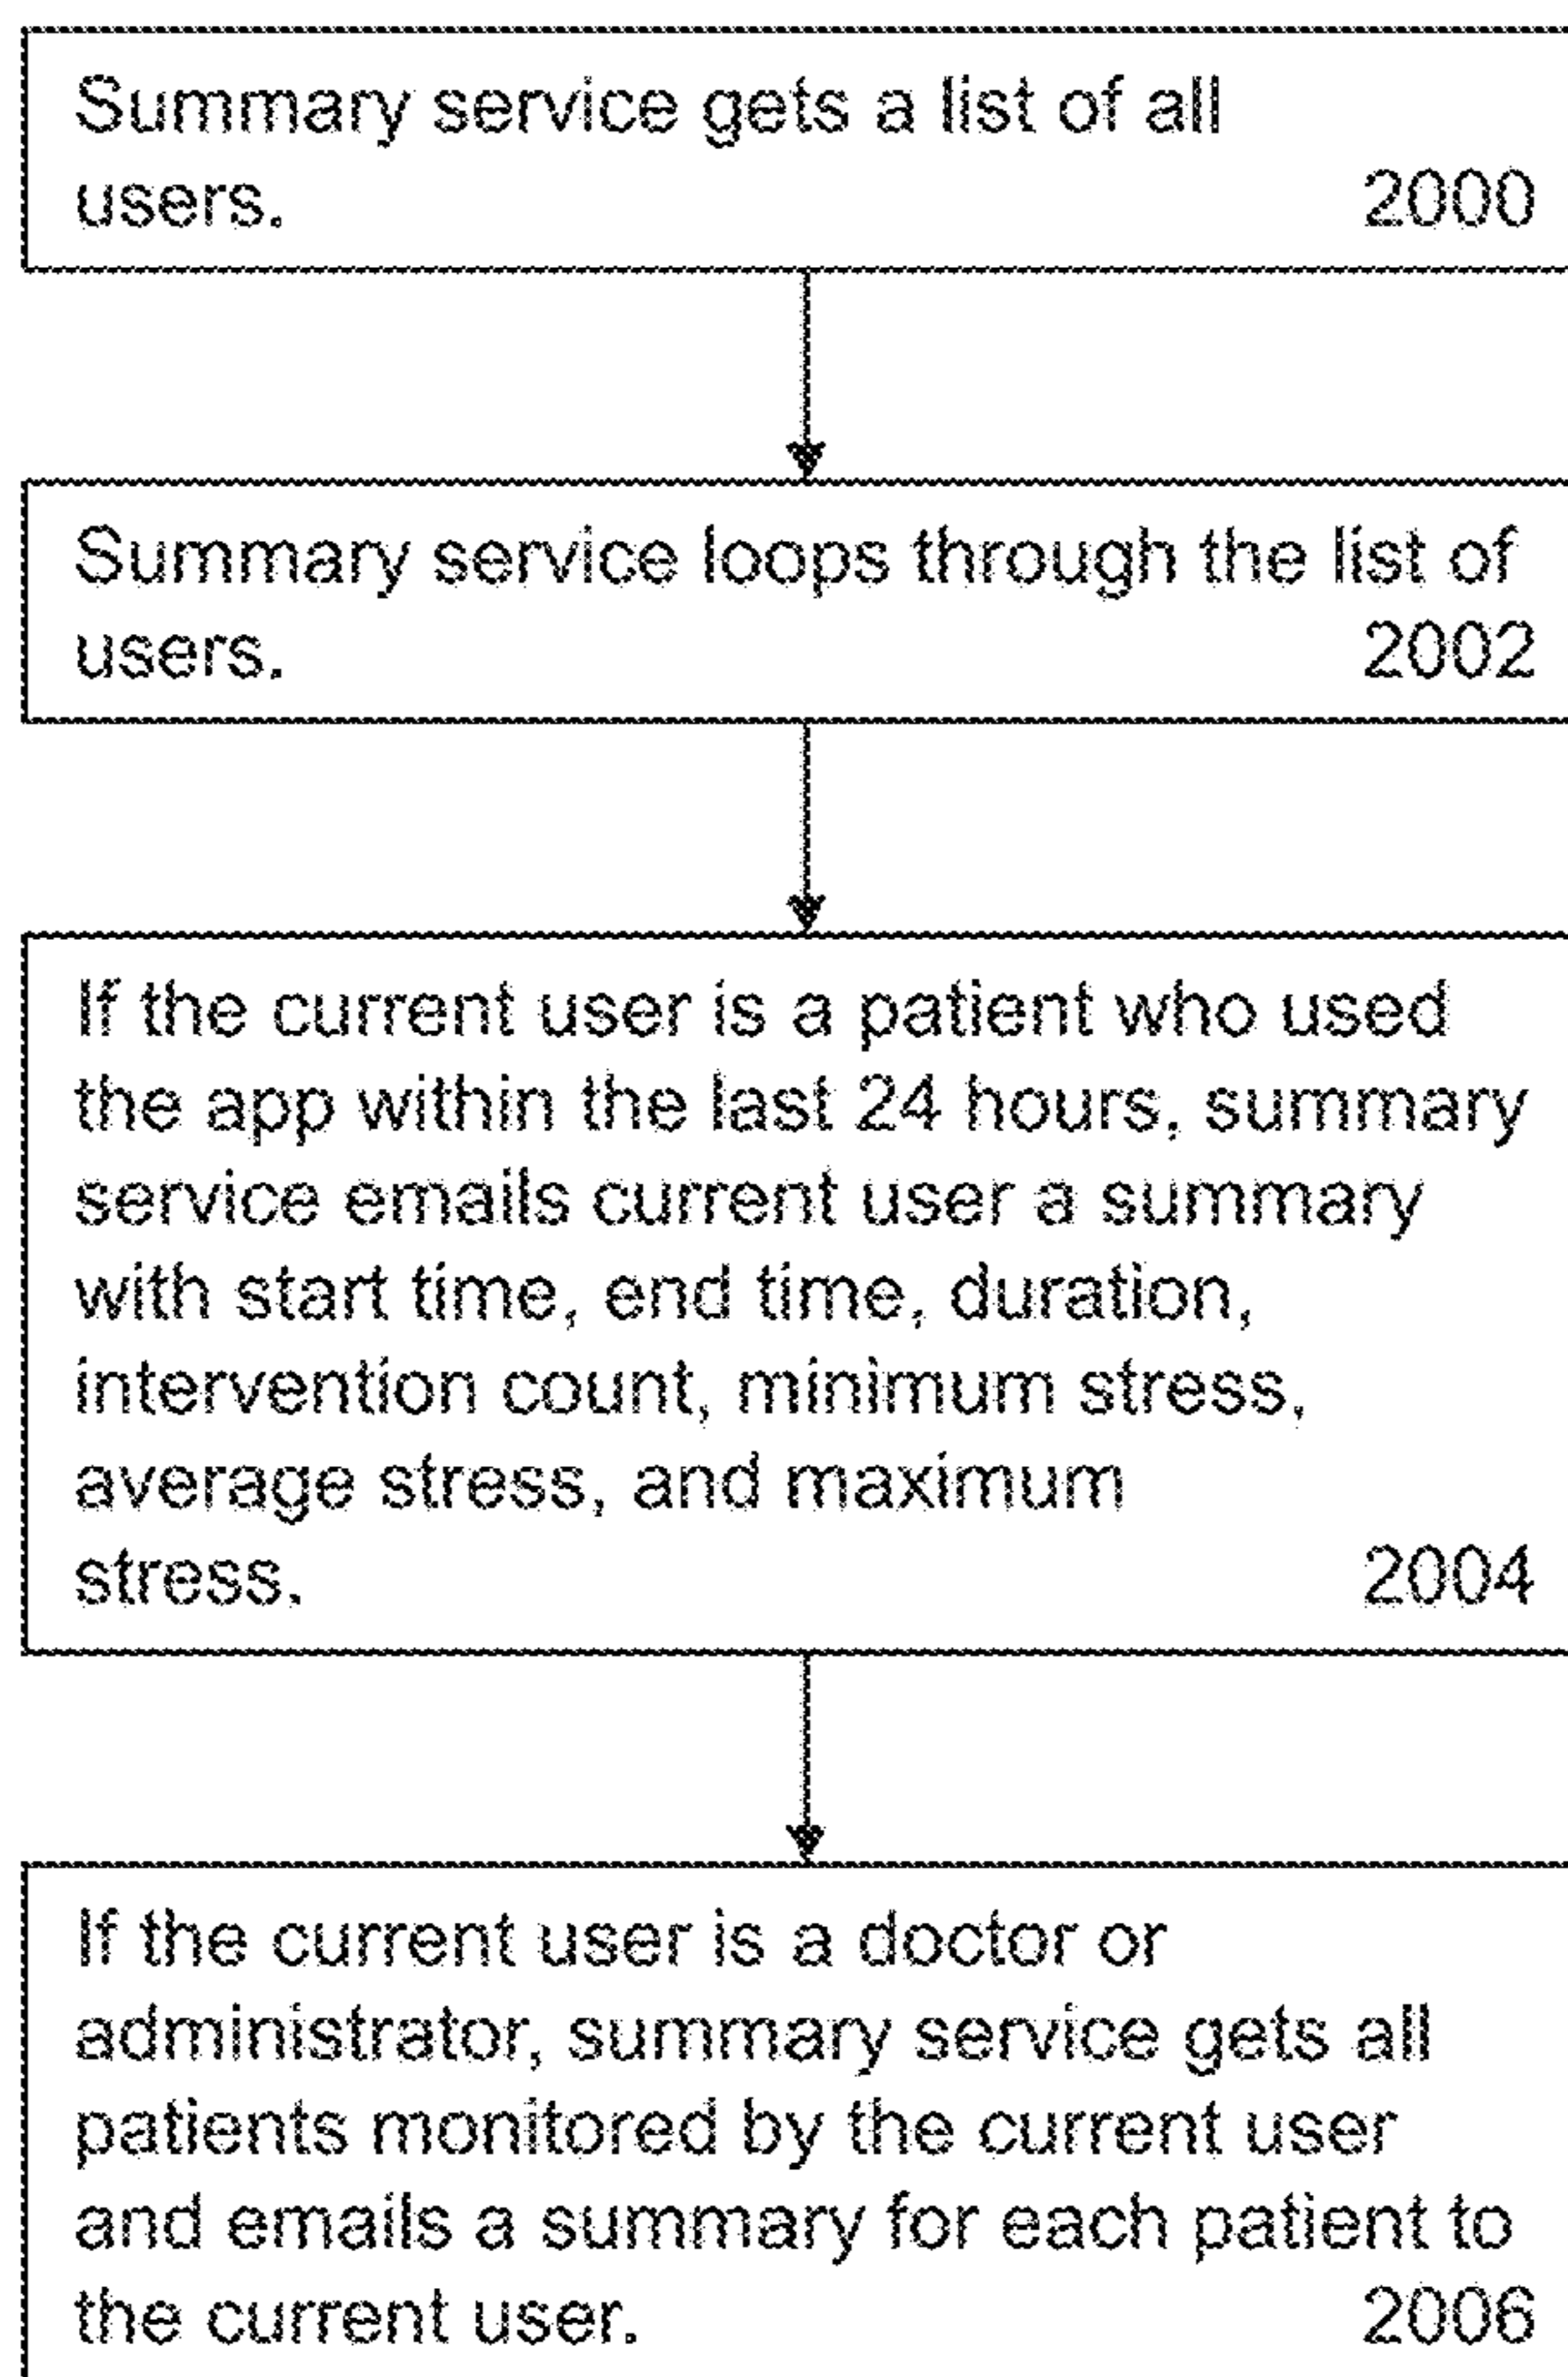 Summary service gets a list of all
users. 2000
Summary service loops through the list of
users. 2002
If the current user is a patient who used
the app within the last 24 hours, summary
service emails current user a summary
with start time, end time, duration,
intervention count, minimum stress,
average stress, and maximum
stress. 2004
If the current user is a doctor or
administrator, summary service gets all
patients monitored by the current user
and emails a summary for each patient to
the current user. 2006